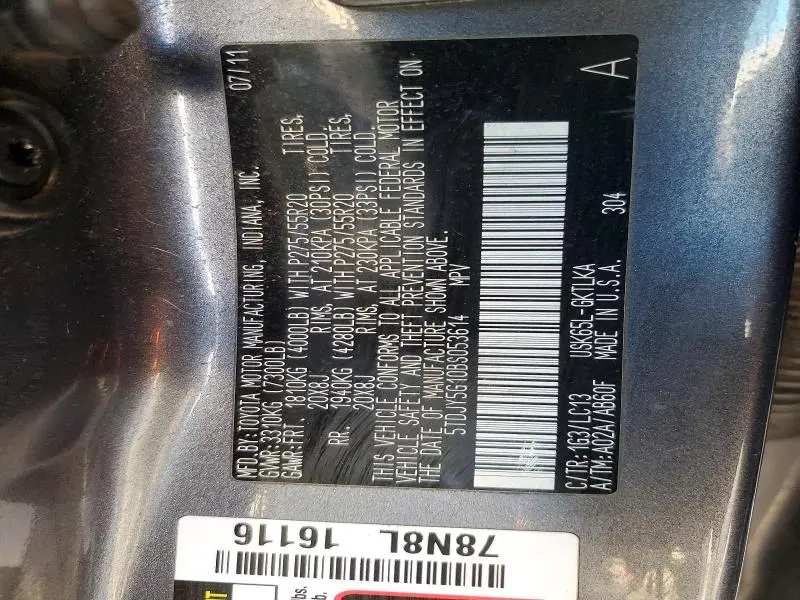 MFD.BY:TOYOTA MOTOR MANUFACTURING, INDIANA, INC. 07/11
GVWR:3310KG (7300LB)
GAWR:FRT. 1810KG (4000LB) WITH P275/55R20 TIRES,
20X8J RIMS, AT 210KPA (30PSI) COLD.
RR. 1940KG (4280LB) WITH P275/55R20 TIRES,
20X8J RIMS, AT 230KPA (33PSI) COLD.
THIS VEHICLE CONFORMS TO ALL APPLICABLE FEDERAL MOTOR
VEHICLE SAFETY AND THEFT PREVENTION STANDARDS IN EFFECT ON
THE DATE OF MANUFACTURE SHOWN ABOVE.
5TDJY5G10BS053614 MPV
C/TR:1G3/LC13 USK65L-GKTLKA 304
A/TM:A02A/AB60F MADE IN U.S.A. A
78N8L 16116
lbs.